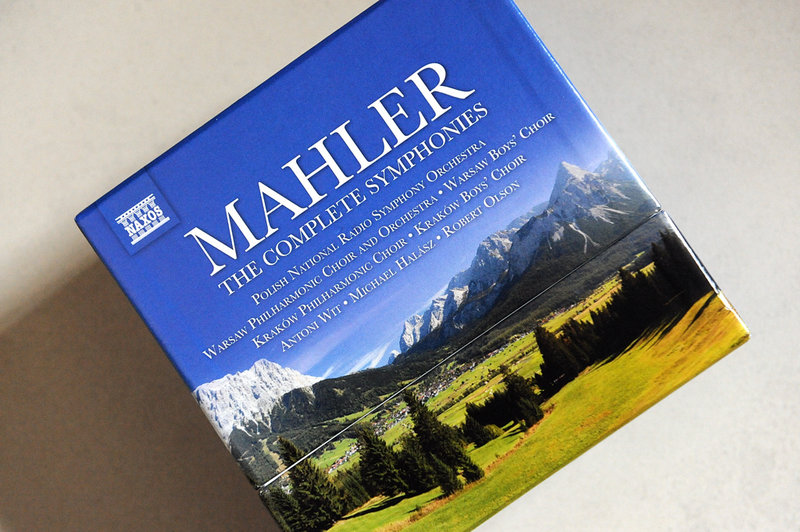 NAXOS
MAHLER
THE COMPLETE SYMPHONIES
POLISH NATIONAL RADIO SYMPHONY ORCHESTRA
WARSAW PHILHARMONIC CHOIR AND ORCHESTRA • WARSAW BOYS' CHOIR
KRAKÓW PHILHARMONIC CHOIR • KRAKÓW BOYS' CHOIR
ANTONI WIT • MICHAEL HALÁSZ • ROBERT OLSON